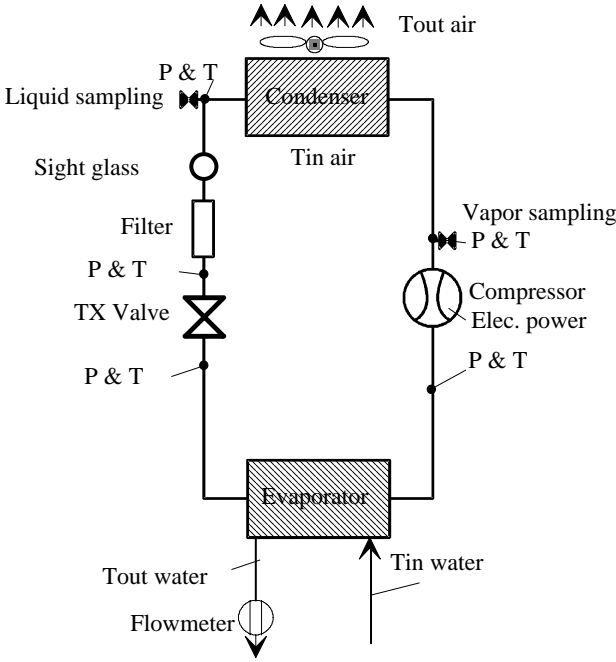 Tout air
P & T
Liquid sampling
Condenser
Tin air
Sight glass
Vapor sampling
P & T
Filter
P & T
Compressor
Elec. power
TX Valve
P & T
P & T
Evaporator
Tout water
Tin water
Flowmeter